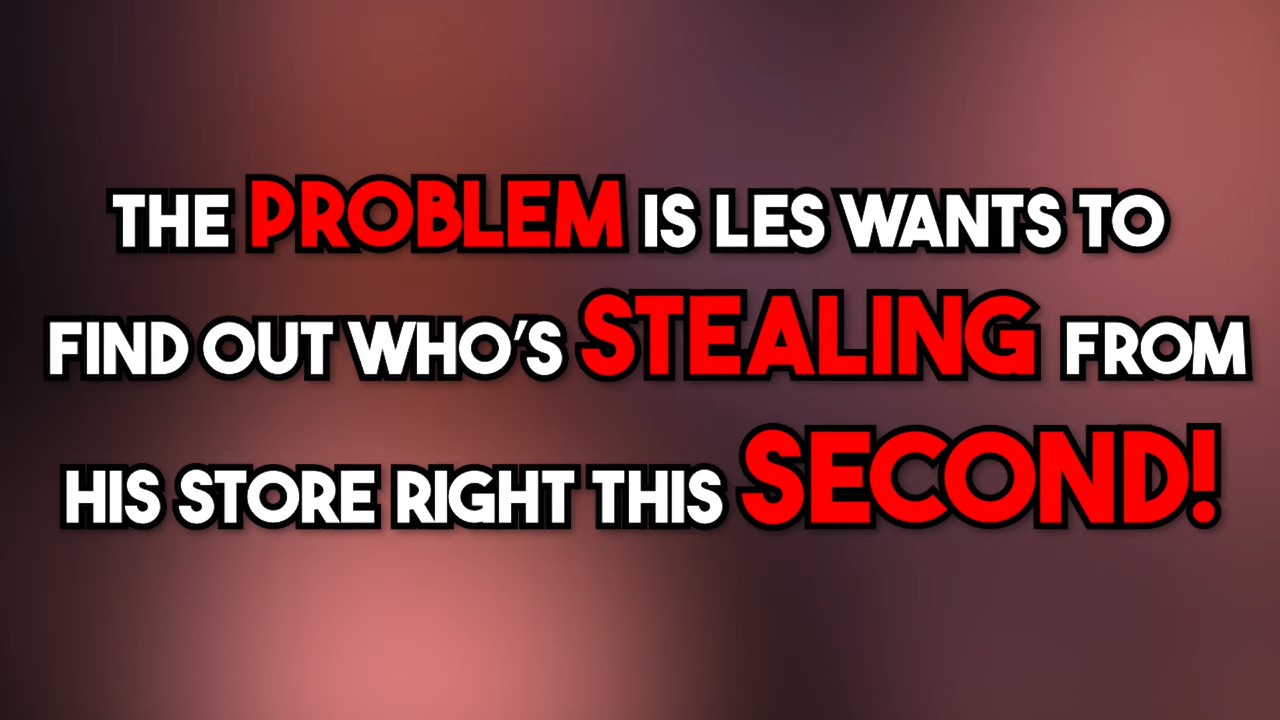 THE PROBLEM IS LES WANTS TO
FIND OUT WHO'S STEALING FROM
HIS STORE RIGHT THIS SECOND!